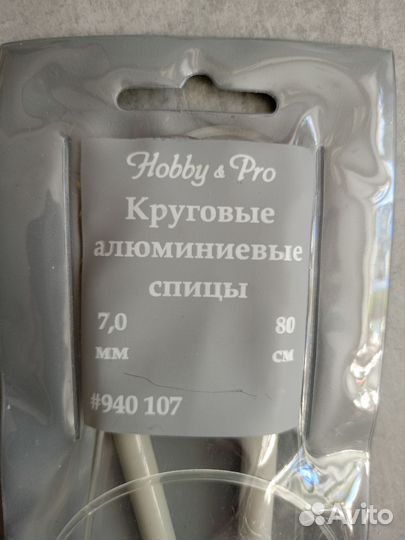 Hobby & Pro
Круговые
алюминиевые
спицы
7,0 80
мм см
#940 107
Avito